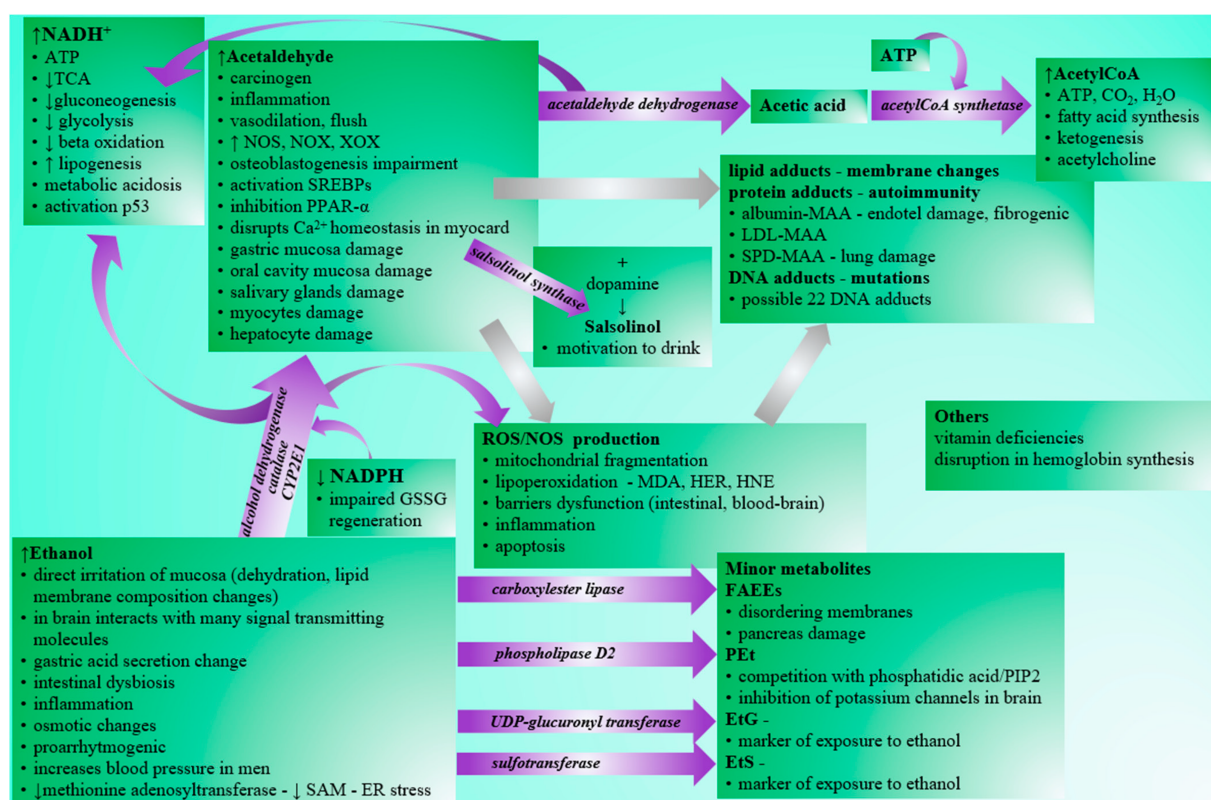 ↑NADH⁺
• ATP
• ↓TCA
• ↓gluconeogenesis
• ↓ glycolysis
• ↓ beta oxidation
• ↑ lipogenesis
• metabolic acidosis
• activation p53
↑Acetaldehyde
• carcinogen
• inflammation
• vasodilation, flush
• ↑ NOS, NOX, XOX
• osteoblastogenesis impairment
• activation SREBPs
• inhibition PPAR-α
• disrupts Ca²⁺ homeostasis in myocard
• gastric mucosa damage
• oral cavity mucosa damage
• salivary glands damage
• myocytes damage
• hepatocyte damage
acetaldehyde dehydrogenase
Acetic acid
ATP
acetylCoA synthetase
↑AcetylCoA
• ATP, CO₂, H₂O
• fatty acid synthesis
• ketogenesis
• acetylcholine
lipid adducts - membrane changes
protein adducts - autoimmunity
• albumin-MAA - endotel damage, fibrogenic
• LDL-MAA
• SPD-MAA - lung damage
DNA adducts - mutations
• possible 22 DNA adducts
salsolinol synthase
+
dopamine
↓
Salsolinol
• motivation to drink
alcohol dehydrogenase
catalase
CYP2E1
↓ NADPH
• impaired GSSG
regeneration
ROS/NOS production
• mitochondrial fragmentation
• lipoperoxidation - MDA, HER, HNE
• barriers dysfunction (intestinal, blood-brain)
• inflammation
• apoptosis
Others
vitamin deficiencies
disruption in hemoglobin synthesis
↑Ethanol
• direct irritation of mucosa (dehydration, lipid
membrane composition changes)
• in brain interacts with many signal transmitting
molecules
• gastric acid secretion change
• intestinal dysbiosis
• inflammation
• osmotic changes
• proarrhytmogenic
• increases blood pressure in men
• ↓methionine adenosyltransferase - ↓ SAM - ER stress
carboxylester lipase
phospholipase D2
UDP-glucuronyl transferase
sulfotransferase
Minor metabolites
FAEEs
• disordering membranes
• pancreas damage
PEt
• competition with phosphatidic acid/PIP2
• inhibition of potassium channels in brain
EtG -
• marker of exposure to ethanol
EtS -
• marker of exposure to ethanol